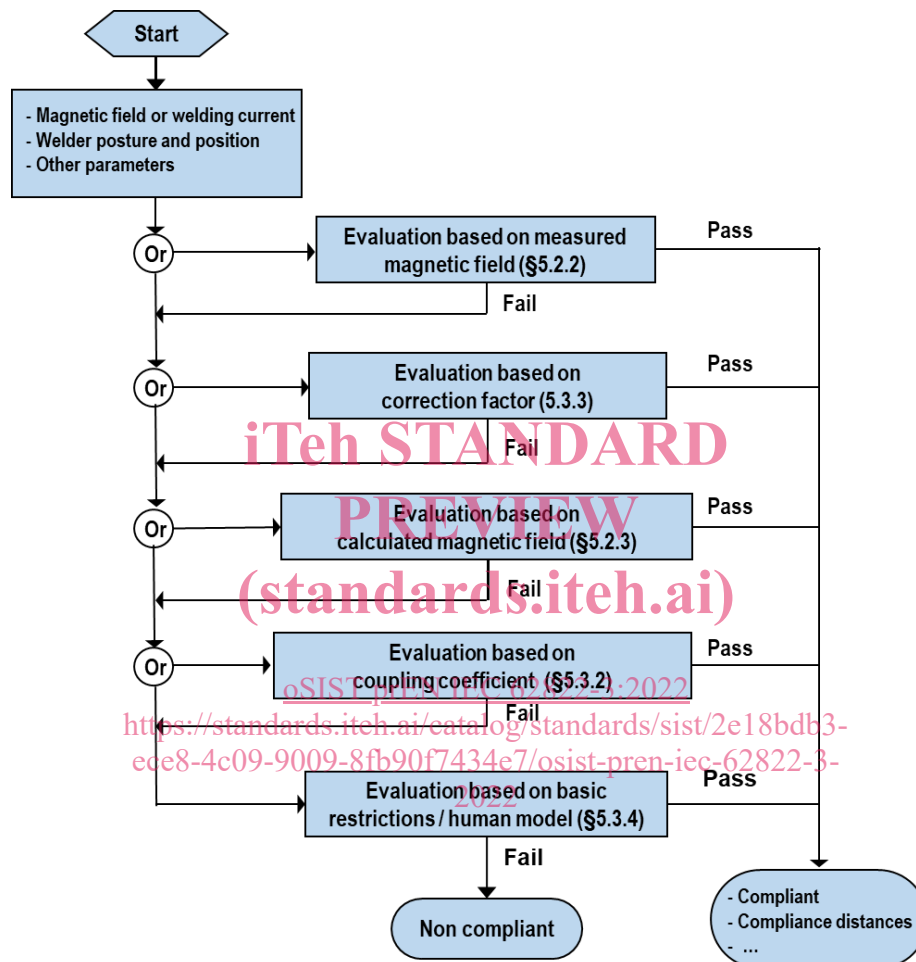 Start
- Magnetic field or welding current
- Welder posture and position
- Other parameters
Or
Evaluation based on measured
magnetic field (§5.2.2)
Pass
Fail
Or
Evaluation based on
correction factor (5.3.3)
Pass
Fail
iTeh STANDARD
PREVIEW
(standards.iteh.ai)
Or
Evaluation based on
calculated magnetic field (§5.2.3)
Pass
Fail
Or
Evaluation based on
coupling coefficient (§5.3.2)
Pass
Fail
oSIST prEN IEC 62822-3:2022
https://standards.iteh.ai/catalog/standards/sist/2e18bdb3-
ece8-4c09-9009-8fb90f7434e7/osist-pren-iec-62822-3-
2022
Evaluation based on basic
restrictions / human model (§5.3.4)
Pass
Fail
Non compliant
- Compliant
- Compliance distances
- ...